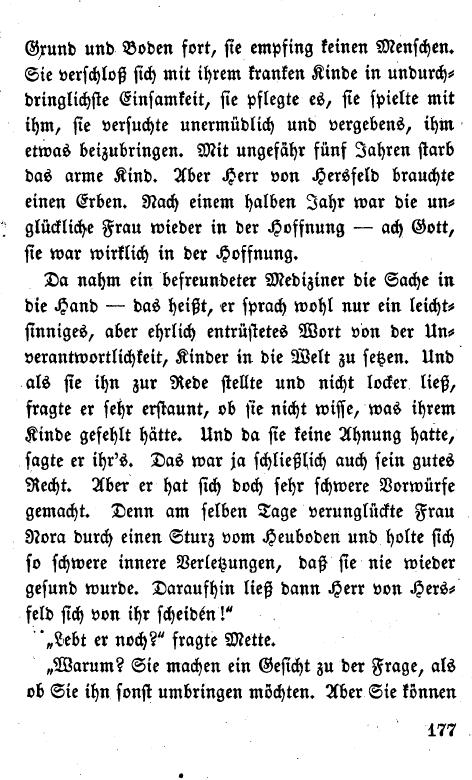 Grund und Boden fort, sie empfing keinen Menschen.
Sie verschloß sich mit ihrem kranken Kinde in undurch-
dringlichste Einsamkeit, sie pflegte es, sie spielte mit
ihm, sie versuchte unermüdlich und vergebens, ihm
etwas beizubringen. Mit ungefähr fünf Jahren starb
das arme Kind. Aber Herr von Hersfeld brauchte
einen Erben. Nach einem halben Jahr war die un-
glückliche Frau wieder in der Hoffnung — ach Gott,
sie war wirklich in der Hoffnung.
Da nahm ein befreundeter Mediziner die Sache in
die Hand — das heißt, er sprach wohl nur ein leicht-
sinniges, aber ehrlich entrüstetes Wort von der Un-
verantwortlichkeit, Kinder in die Welt zu setzen. Und
als sie ihn zur Rede stellte und nicht locker ließ,
fragte er sehr erstaunt, ob sie nicht wisse, was ihrem
Kinde gefehlt hätte. Und da sie keine Ahnung hatte,
sagte er ihr's. Das war ja schließlich auch sein gutes
Recht. Aber er hat sich doch sehr schwere Vorwürfe
gemacht. Denn am selben Tage verunglückte Frau
Nora durch einen Sturz vom Heuboden und holte sich
so schwere innere Verletzungen, daß sie nie wieder
gesund wurde. Daraufhin ließ dann Herr von Hers-
feld sich von ihr scheiden!“
„Lebt er noch?“ fragte Mette.
„Warum? Sie machen ein Gesicht zu der Frage, als
ob Sie ihn sonst umbringen möchten. Aber Sie können
177